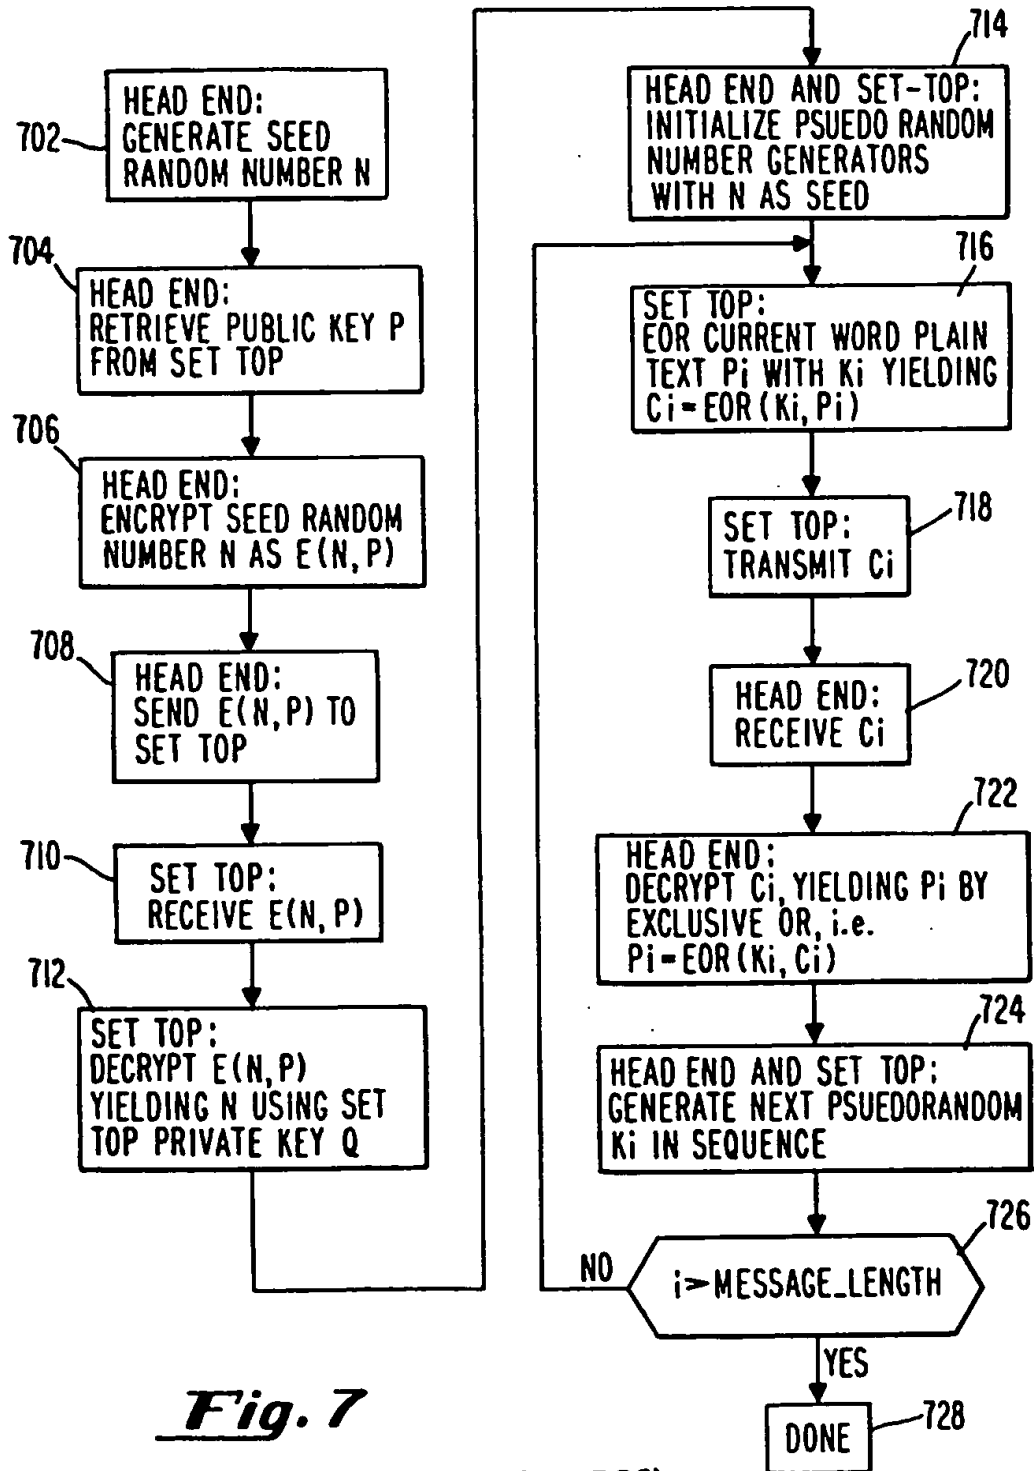 702
HEAD END:
GENERATE SEED
RANDOM NUMBER N
704
HEAD END:
RETRIEVE PUBLIC KEY P
FROM SET TOP
706
HEAD END:
ENCRYPT SEED RANDOM
NUMBER N AS E(N,P)
708
HEAD END:
SEND E(N,P) TO
SET TOP
710
SET TOP:
RECEIVE E(N,P)
712
SET TOP:
DECRYPT E(N,P)
YIELDING N USING SET
TOP PRIVATE KEY Q
714
HEAD END AND SET-TOP:
INITIALIZE PSUEDO RANDOM
NUMBER GENERATORS
WITH N AS SEED
716
SET TOP:
EOR CURRENT WORD PLAIN
TEXT Pi WITH Ki YIELDING
Ci=EOR(Ki,Pi)
718
SET TOP:
TRANSMIT Ci
720
HEAD END:
RECEIVE Ci
722
HEAD END:
DECRYPT Ci, YIELDING Pi BY
EXCLUSIVE OR, i.e.
Pi=EOR(Ki,Ci)
724
HEAD END AND SET TOP:
GENERATE NEXT PSUEDORANDOM
Ki IN SEQUENCE
726
i>MESSAGE_LENGTH
NO
YES
728
DONE
Fig. 7